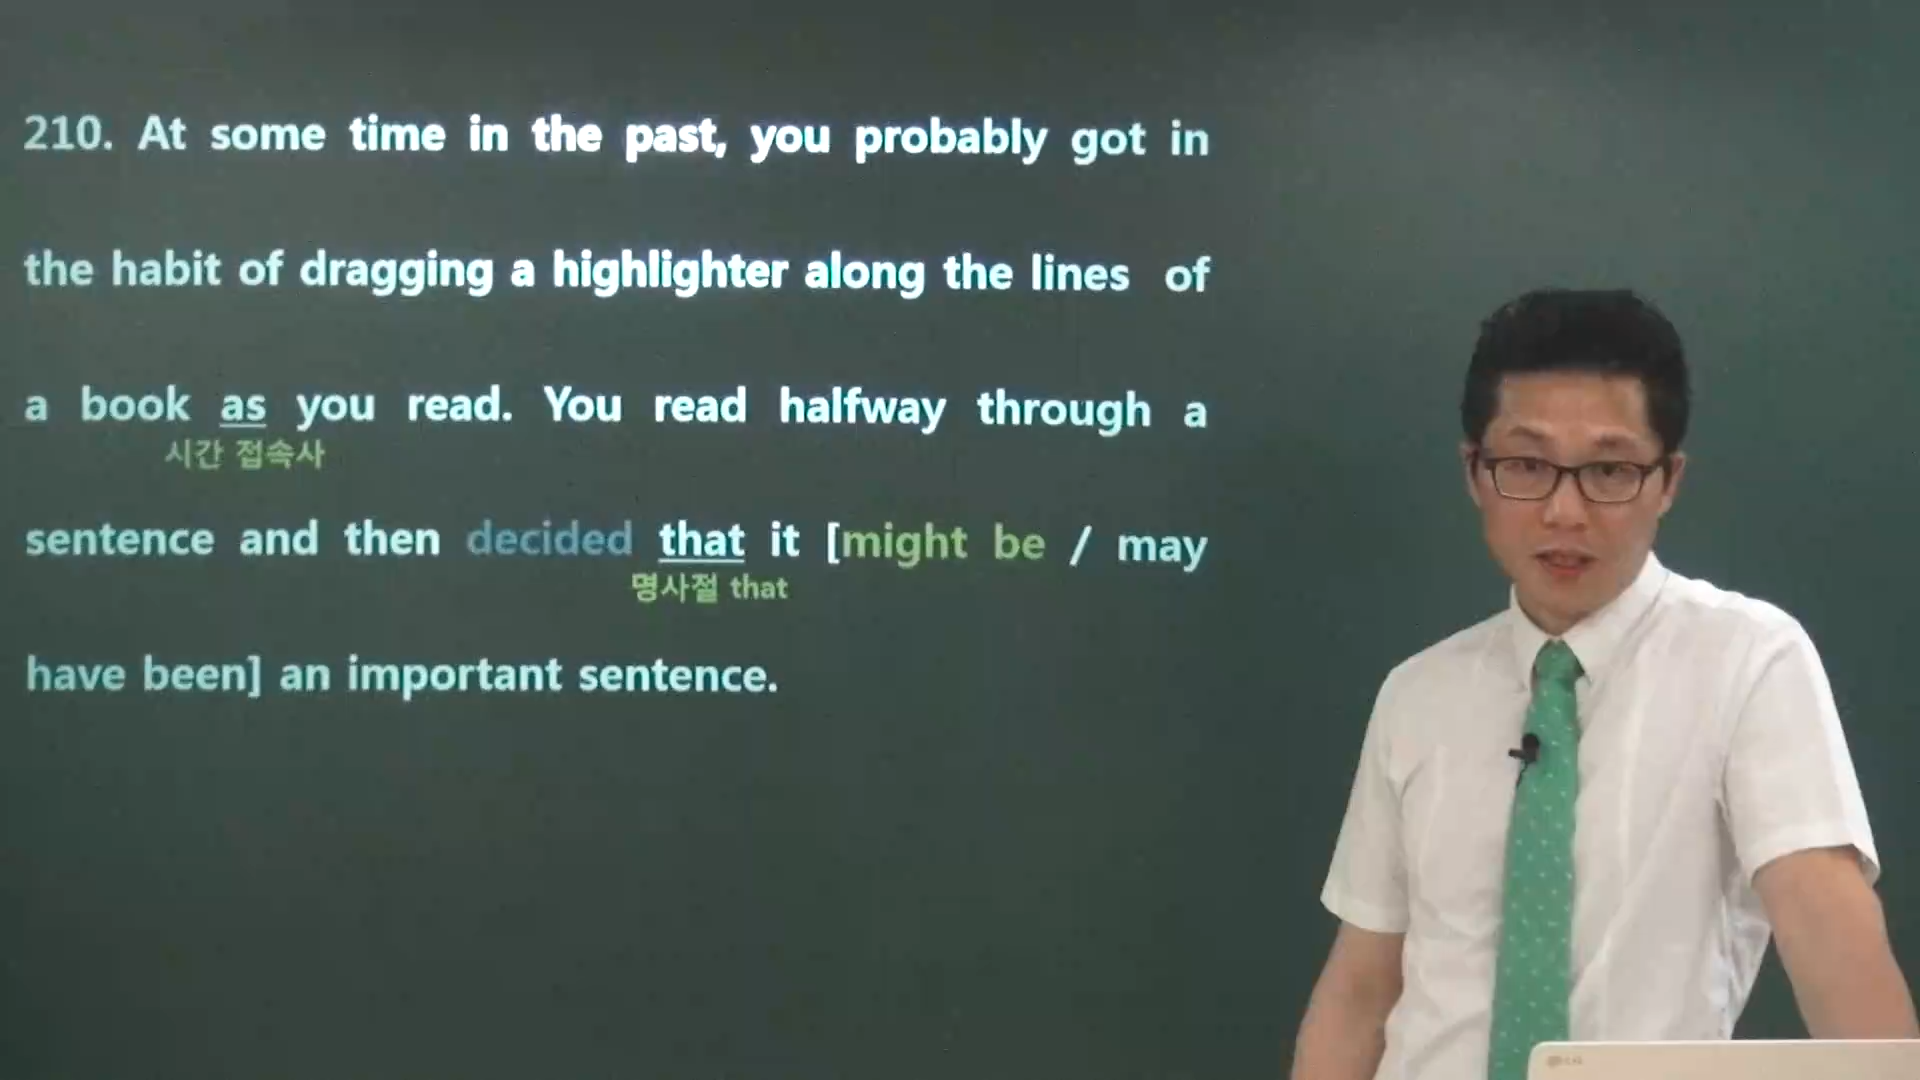 210. At some time in the past, you probably got in
the habit of dragging a highlighter along the lines of
a book as you read. You read halfway through a
시간 접속사
sentence and then decided that it [might be / may
명사절 that
have been] an important sentence.